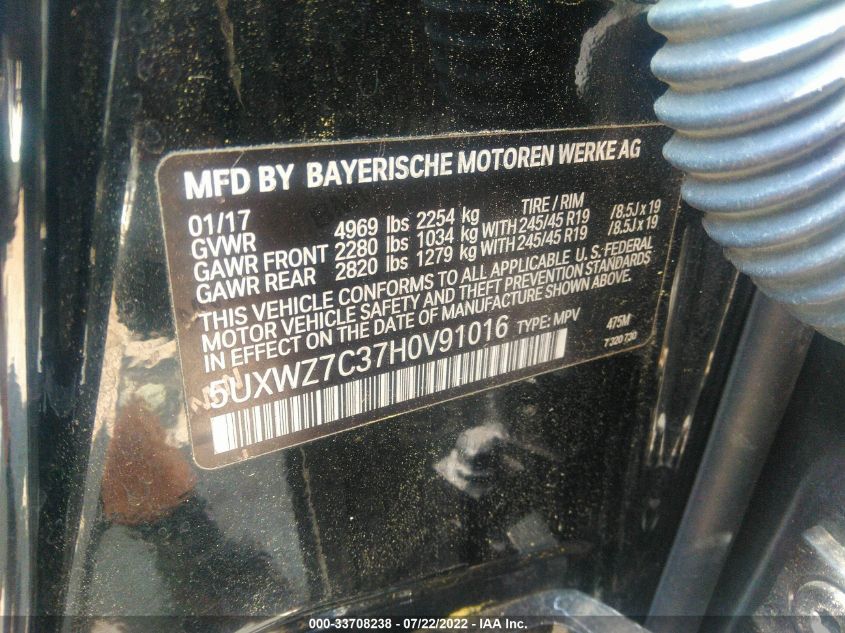 MFD BY BAYERISCHE MOTOREN WERKE AG
01/17 TIRE / RIM
GVWR 4969 lbs 2254 kg
GAWR FRONT 2280 lbs 1034 kg WITH 245/45 R19 /8.5J x 19
GAWR REAR 2820 lbs 1279 kg WITH 245/45 R19 /8.5J x 19
THIS VEHICLE CONFORMS TO ALL APPLICABLE U.S. FEDERAL
MOTOR VEHICLE SAFETY AND THEFT PREVENTION STANDARDS
IN EFFECT ON THE DATE OF MANUFACTURE SHOWN ABOVE.
5UXWZ7C37H0V91016 TYPE: MPV 475M
7 320 730
000-33708238 - 07/22/2022 - IAA Inc.